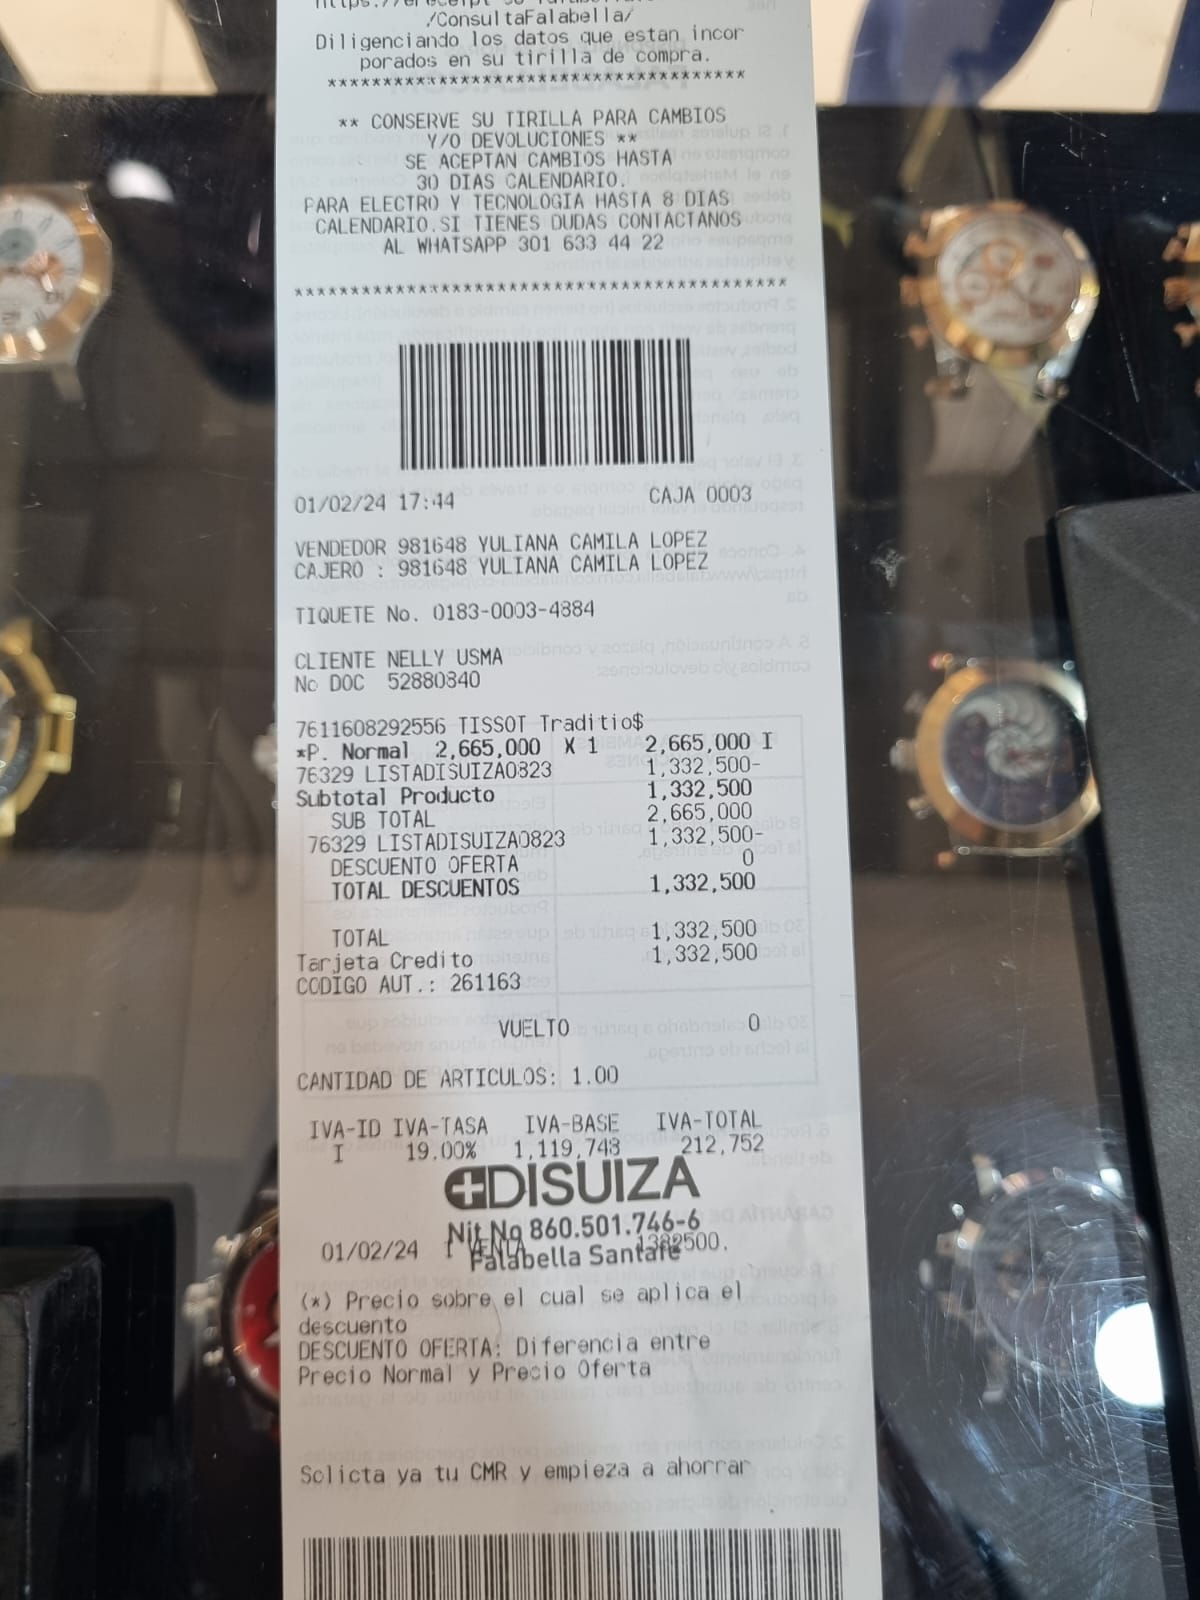 /ConsultaFalabella/
Diligenciando los datos que estan incor
porados en su tirilla de compra.
*************************************
** CONSERVE SU TIRILLA PARA CAMBIOS
Y/O DEVOLUCIONES **
SE ACEPTAN CAMBIOS HASTA
30 DIAS CALENDARIO.
PARA ELECTRO Y TECNOLOGIA HASTA 8 DIAS
CALENDARIO.SI TIENES DUDAS CONTACTANOS
AL WHATSAPP 301 633 44 22
*******************************************
01/02/24 17:44 CAJA 0003
VENDEDOR 981648 YULIANA CAMILA LOPEZ
CAJERO : 981648 YULIANA CAMILA LOPEZ
TIQUETE No. 0183-0003-4884
CLIENTE NELLY USMA
No DOC 52880840
7611608292556 TISSOT Traditio$
*P. Normal 2,665,000 X 1 2,665,000 I
76329 LISTADISUIZA0823 1,332,500-
Subtotal Producto 1,332,500
SUB TOTAL 2,665,000
76329 LISTADISUIZA0823 1,332,500-
DESCUENTO OFERTA 0
TOTAL DESCUENTOS 1,332,500
TOTAL 1,332,500
Tarjeta Credito 1,332,500
CODIGO AUT.: 261163
VUELTO 0
CANTIDAD DE ARTICULOS: 1.00
IVA-ID IVA-TASA IVA-BASE IVA-TOTAL
I 19.00% 1,119,748 212,752
DISUIZA
Nit No 860.501.746-6
01/02/24 1 VENTA
Falabella Santafe
(*) Precio sobre el cual se aplica el
descuento
DESCUENTO OFERTA: Diferencia entre
Precio Normal y Precio Oferta
Solicta ya tu CMR y empieza a ahorrar